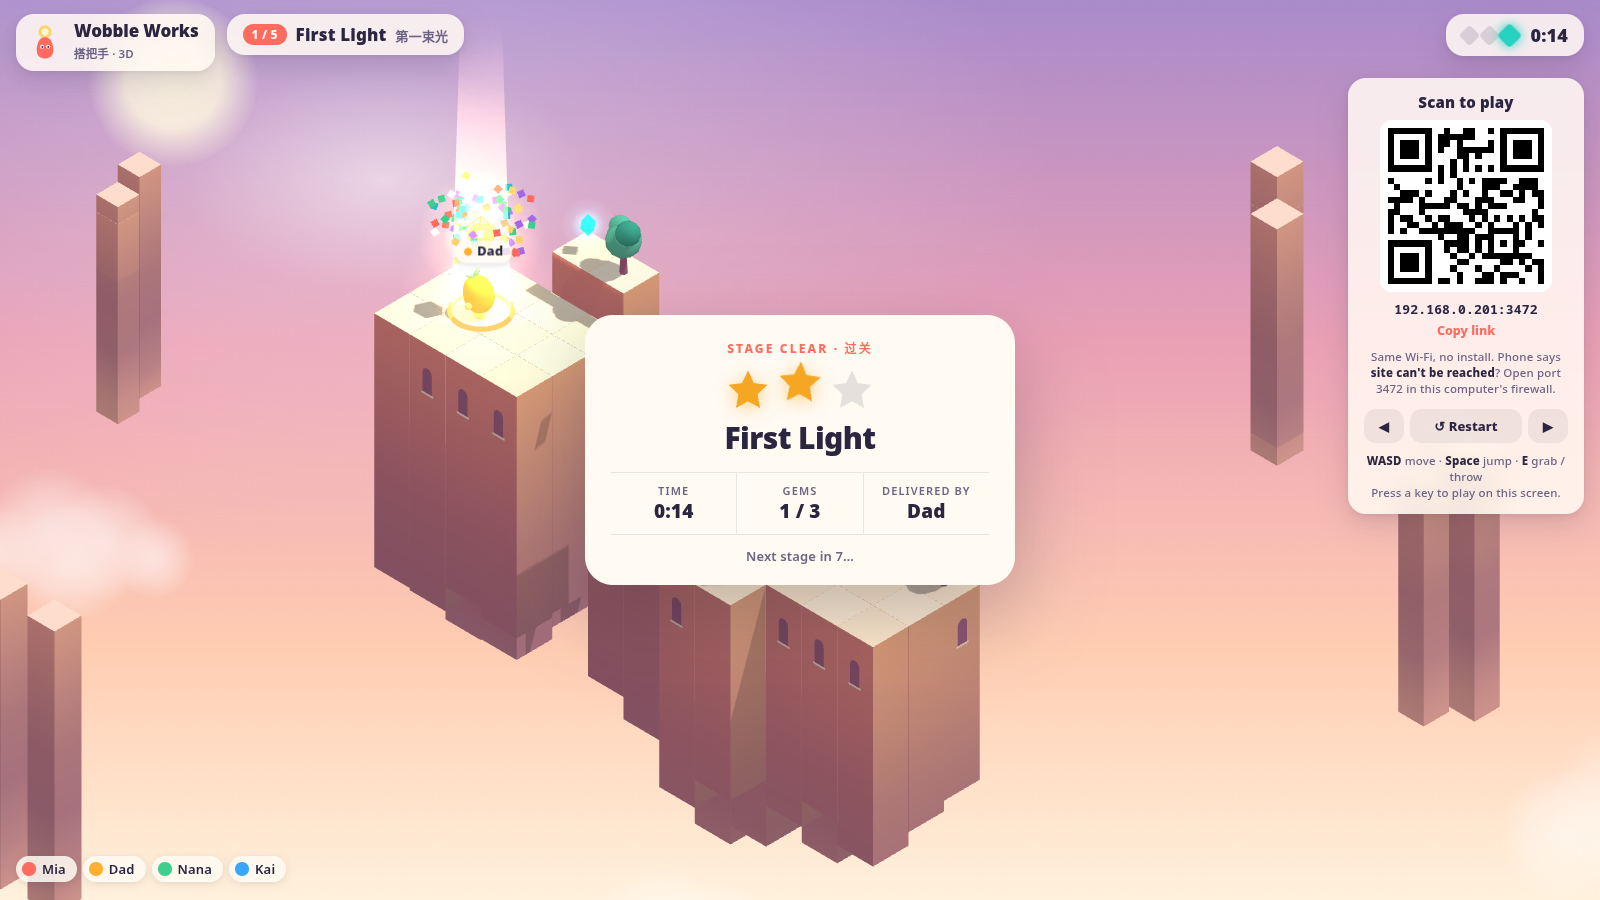 Wobble Works
搭把手 · 3D
1 / 5 First Light 第一束光
0:14
Scan to play
192.168.0.201:3472
Copy link
Same Wi-Fi, no install. Phone says
site can't be reached? Open port
3472 in this computer's firewall.
◀ ↺ Restart ▶
WASD move · Space jump · E grab /
throw
Press a key to play on this screen.
Dad
STAGE CLEAR · 过关
First Light
TIME GEMS DELIVERED BY
0:14 1 / 3 Dad
Next stage in 7...
Mia Dad Nana Kai